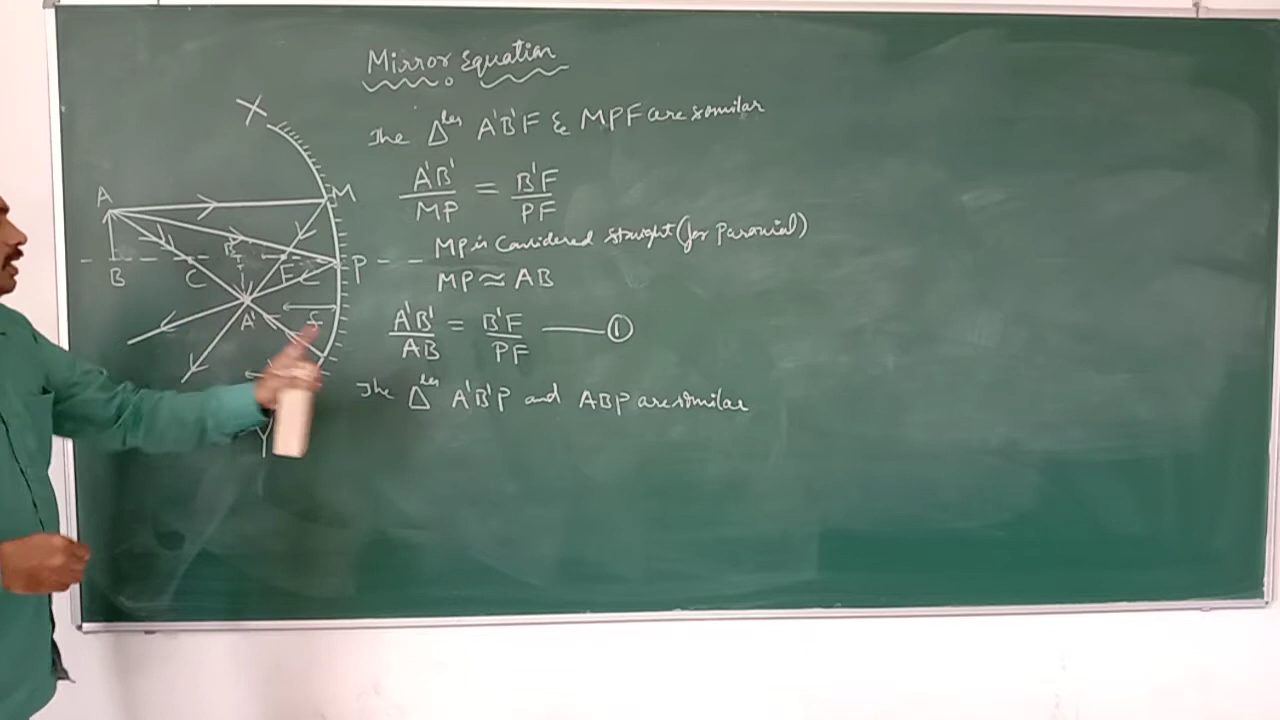 Mirror Equation
The Δles A'B'F & MPF are similar
A'B'/MP = B'F/PF
MP is Considered straight (for Paraxial)
MP ≈ AB
A'B'/AB = B'F/PF —— ①
The Δles A'B'P and ABP are similar
X
A
M
B'
B
C
F
P
A'
f
Y